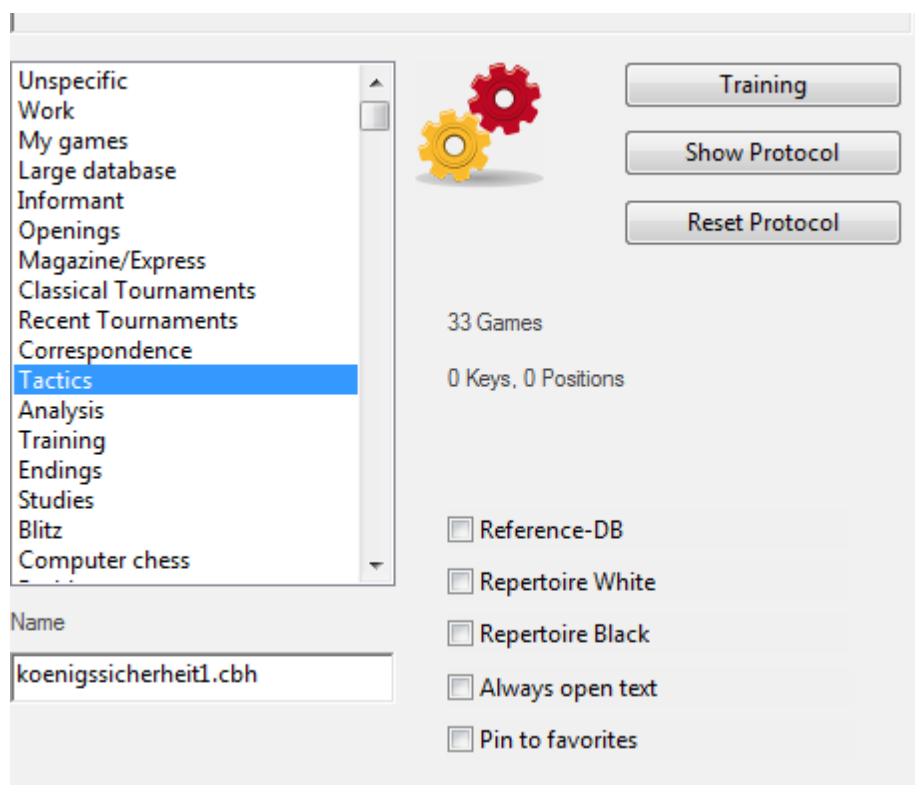 Unspecific
Work
My games
Large database
Informant
Openings
Magazine/Express
Classical Tournaments
Recent Tournaments
Correspondence
Tactics
Analysis
Training
Endings
Studies
Blitz
Computer chess
Name
koenigssicherheit1.cbh
Training
Show Protocol
Reset Protocol
33 Games
0 Keys, 0 Positions
Reference-DB
Repertoire White
Repertoire Black
Always open text
Pin to favorites